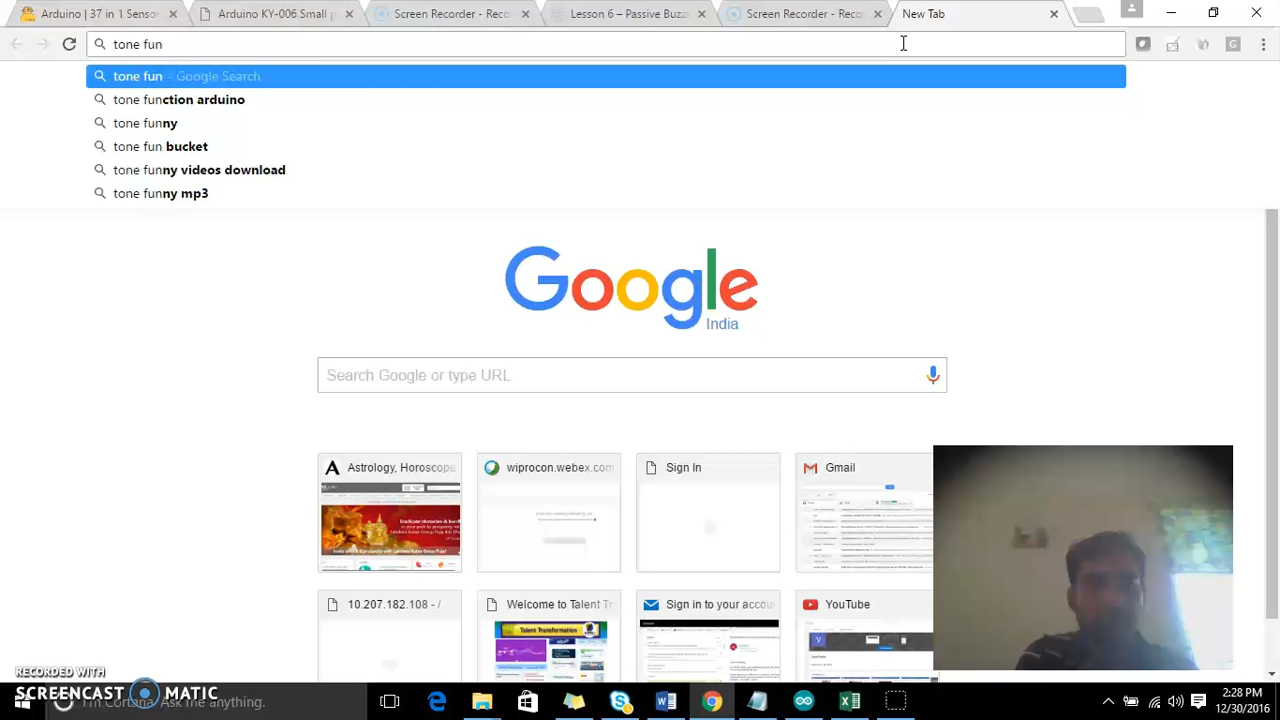 Arduino | 37 in 1 Sensor
Arduino KY-006 Small
Screen Recorder - Reco
Lesson 6 – Passive Buzz
Screen Recorder - Reco
New Tab
tone fun
tone fun - Google Search
tone function arduino
tone funny
tone fun bucket
tone funny videos download
tone funny mp3
Google
India
Search Google or type URL
Astrology, Horoscope
wiprocon.webex.com
Sign In
Gmail
10.207.182.108 - /
Welcome to Talent Tr
Sign in to your accou
YouTube
Talent Transformation
RECORDED WITH
SCREENCAST MATIC
anything.
2:28 PM
12/30/2016